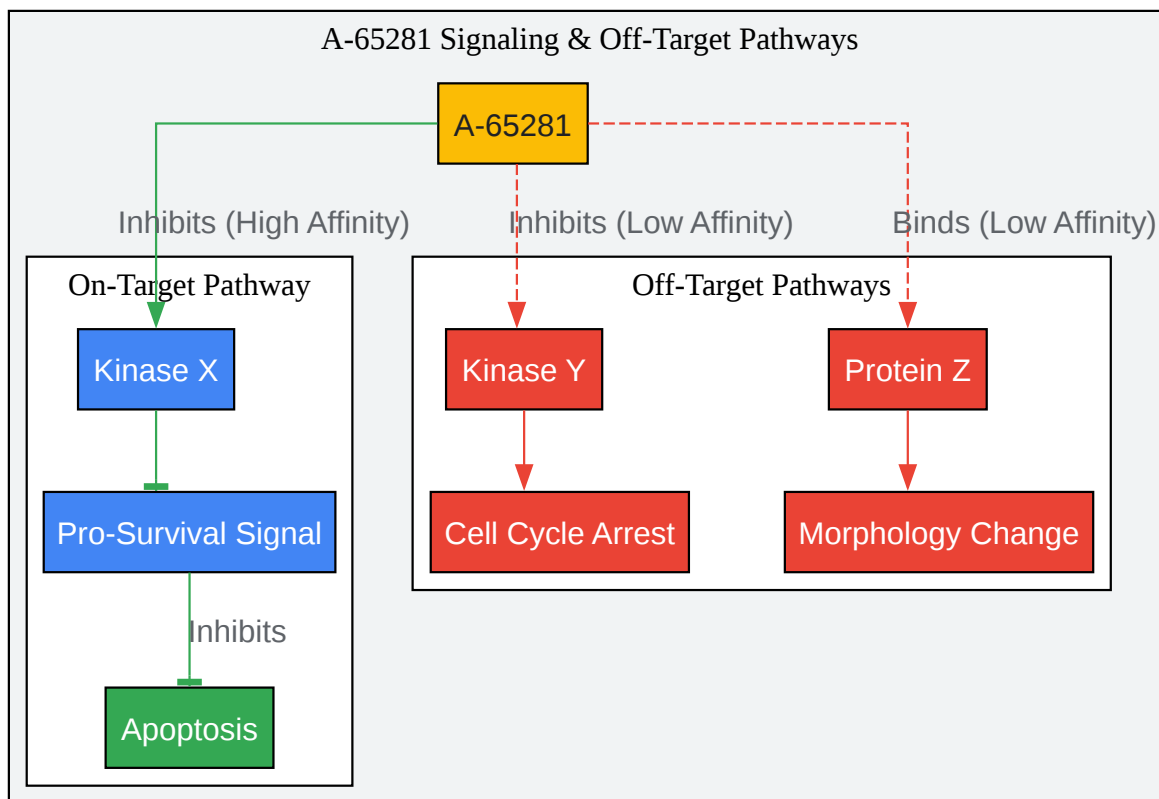 A-65281 Signaling & Off-Target Pathways
A-65281
Inhibits (High Affinity)
Inhibits (Low Affinity)
Binds (Low Affinity)
On-Target Pathway
Off-Target Pathways
Kinase X
Kinase Y
Protein Z
Pro-Survival Signal
Cell Cycle Arrest
Morphology Change
Inhibits
Apoptosis